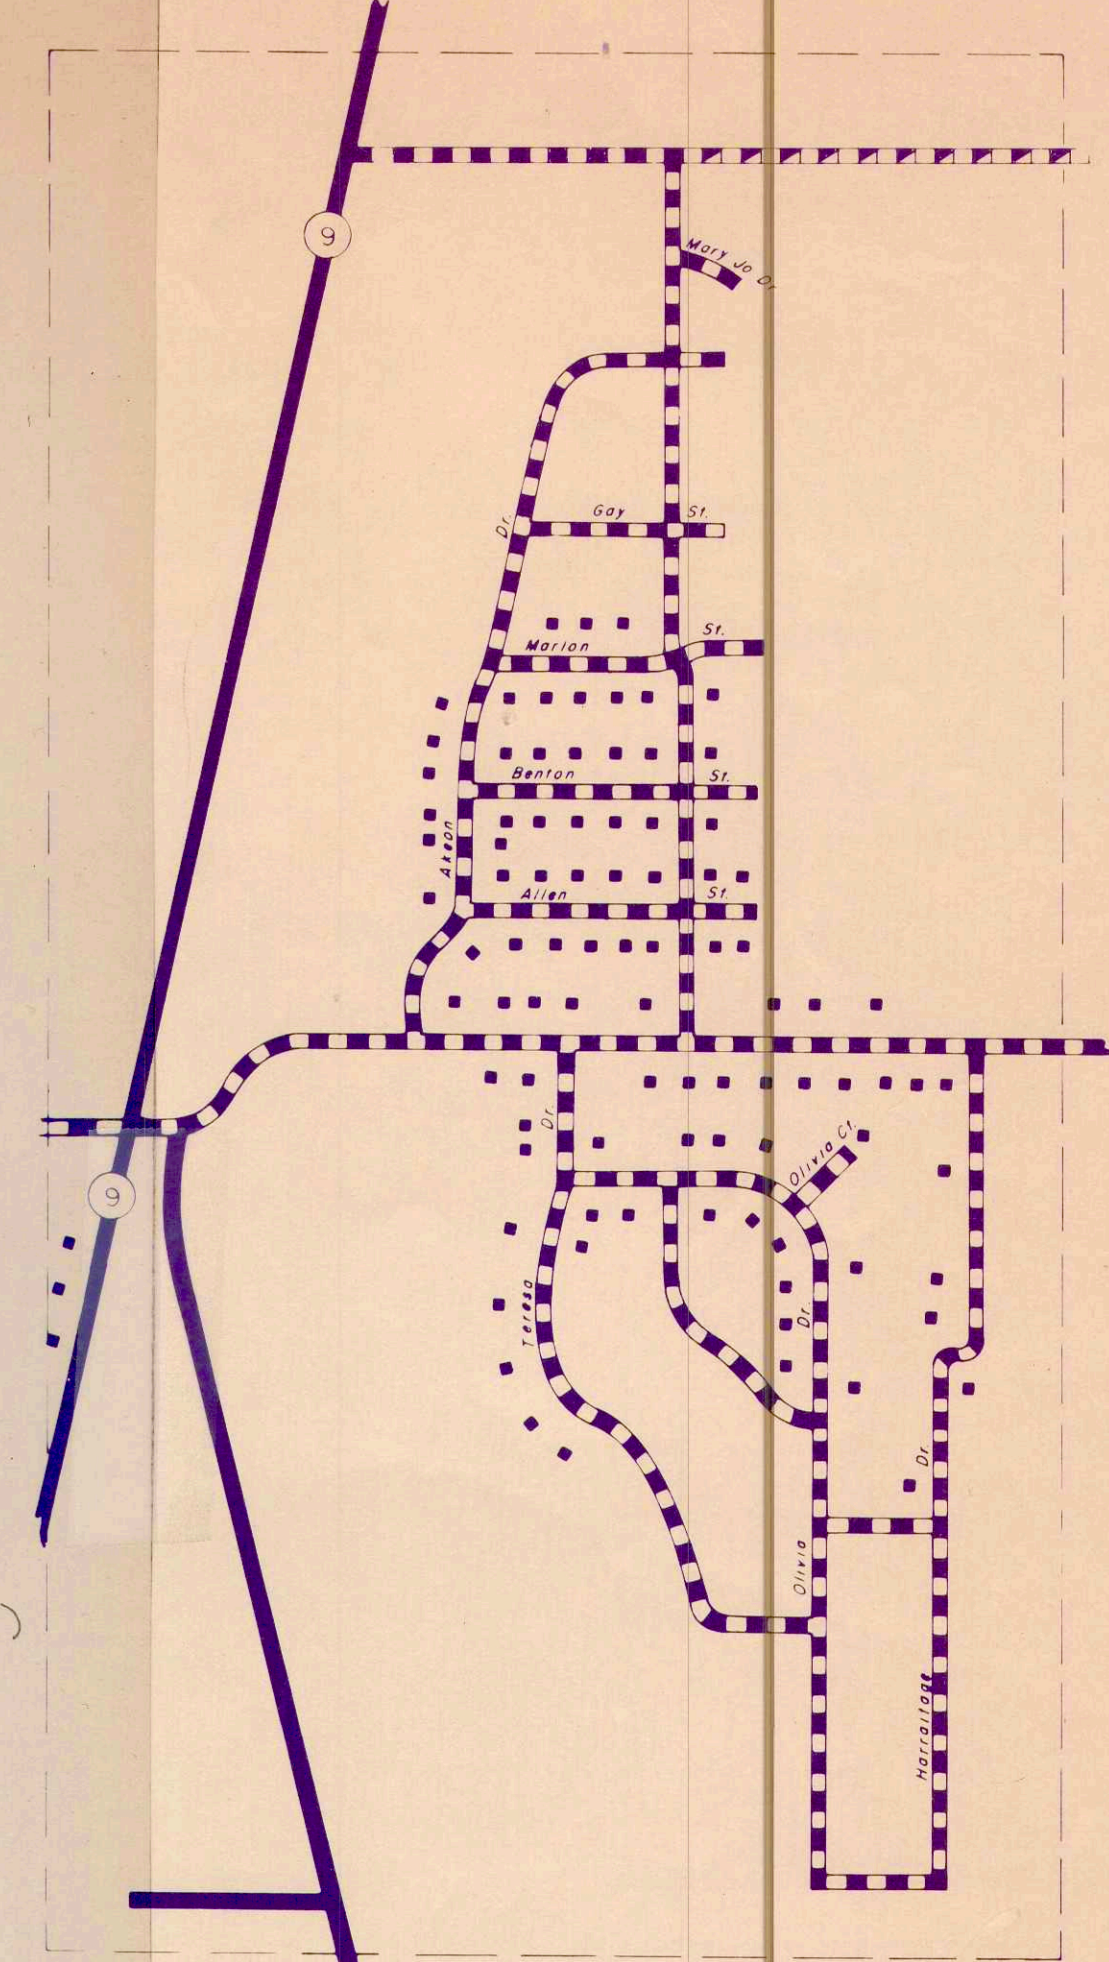 9
Mary Jo Dr.
Gay St.
Dr.
Marion St.
Benton St.
Akeon
Allen St.
Dr.
Olivia Ct.
9
Teresa
Dr.
Dr.
Olivia
Harraitage